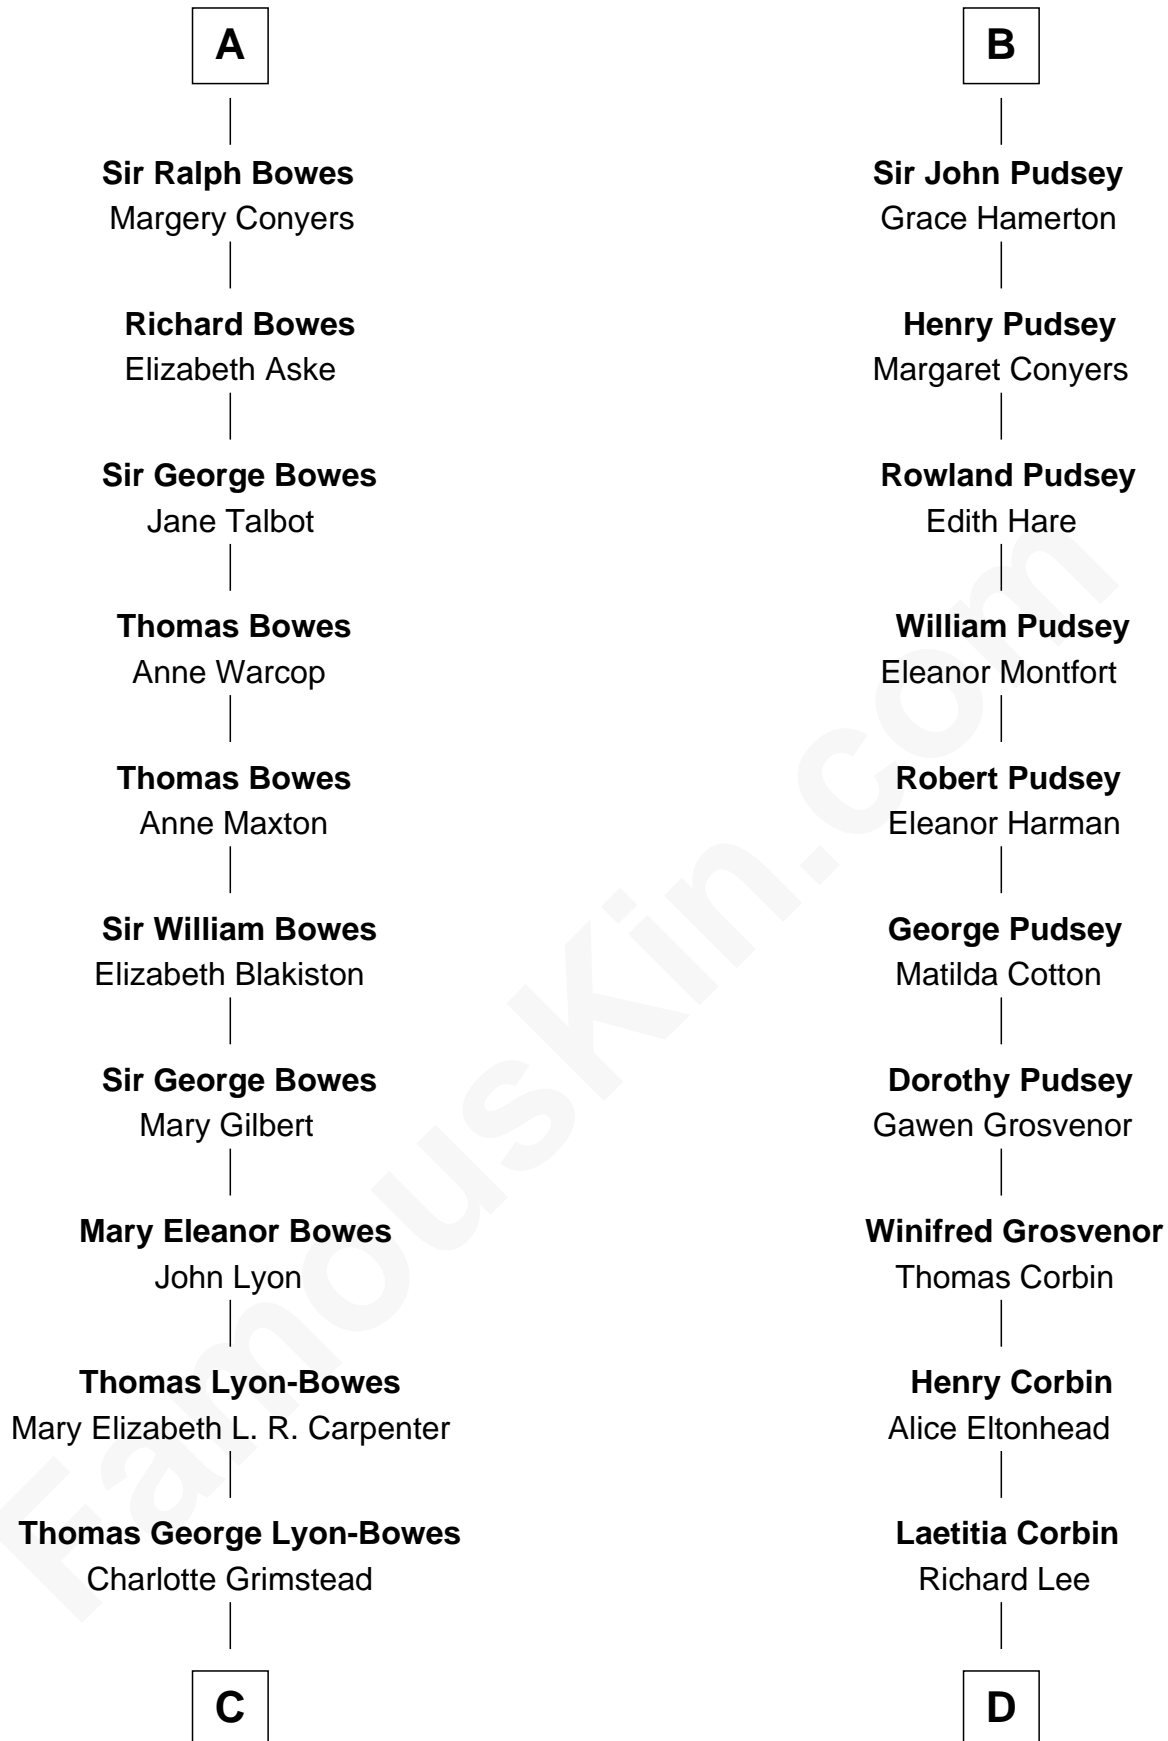 A
Sir Ralph Bowes
Margery Conyers
Richard Bowes
Elizabeth Aske
Sir George Bowes
Jane Talbot
Thomas Bowes
Anne Warcop
Thomas Bowes
Anne Maxton
Sir William Bowes
Elizabeth Blakiston
Sir George Bowes
Mary Gilbert
Mary Eleanor Bowes
John Lyon
Thomas Lyon-Bowes
Mary Elizabeth L. R. Carpenter
Thomas George Lyon-Bowes
Charlotte Grimstead
C
B
Sir John Pudsey
Grace Hamerton
Henry Pudsey
Margaret Conyers
Rowland Pudsey
Edith Hare
William Pudsey
Eleanor Montfort
Robert Pudsey
Eleanor Harman
George Pudsey
Matilda Cotton
Dorothy Pudsey
Gawen Grosvenor
Winifred Grosvenor
Thomas Corbin
Henry Corbin
Alice Eltonhead
Laetitia Corbin
Richard Lee
D
FamousKin.com